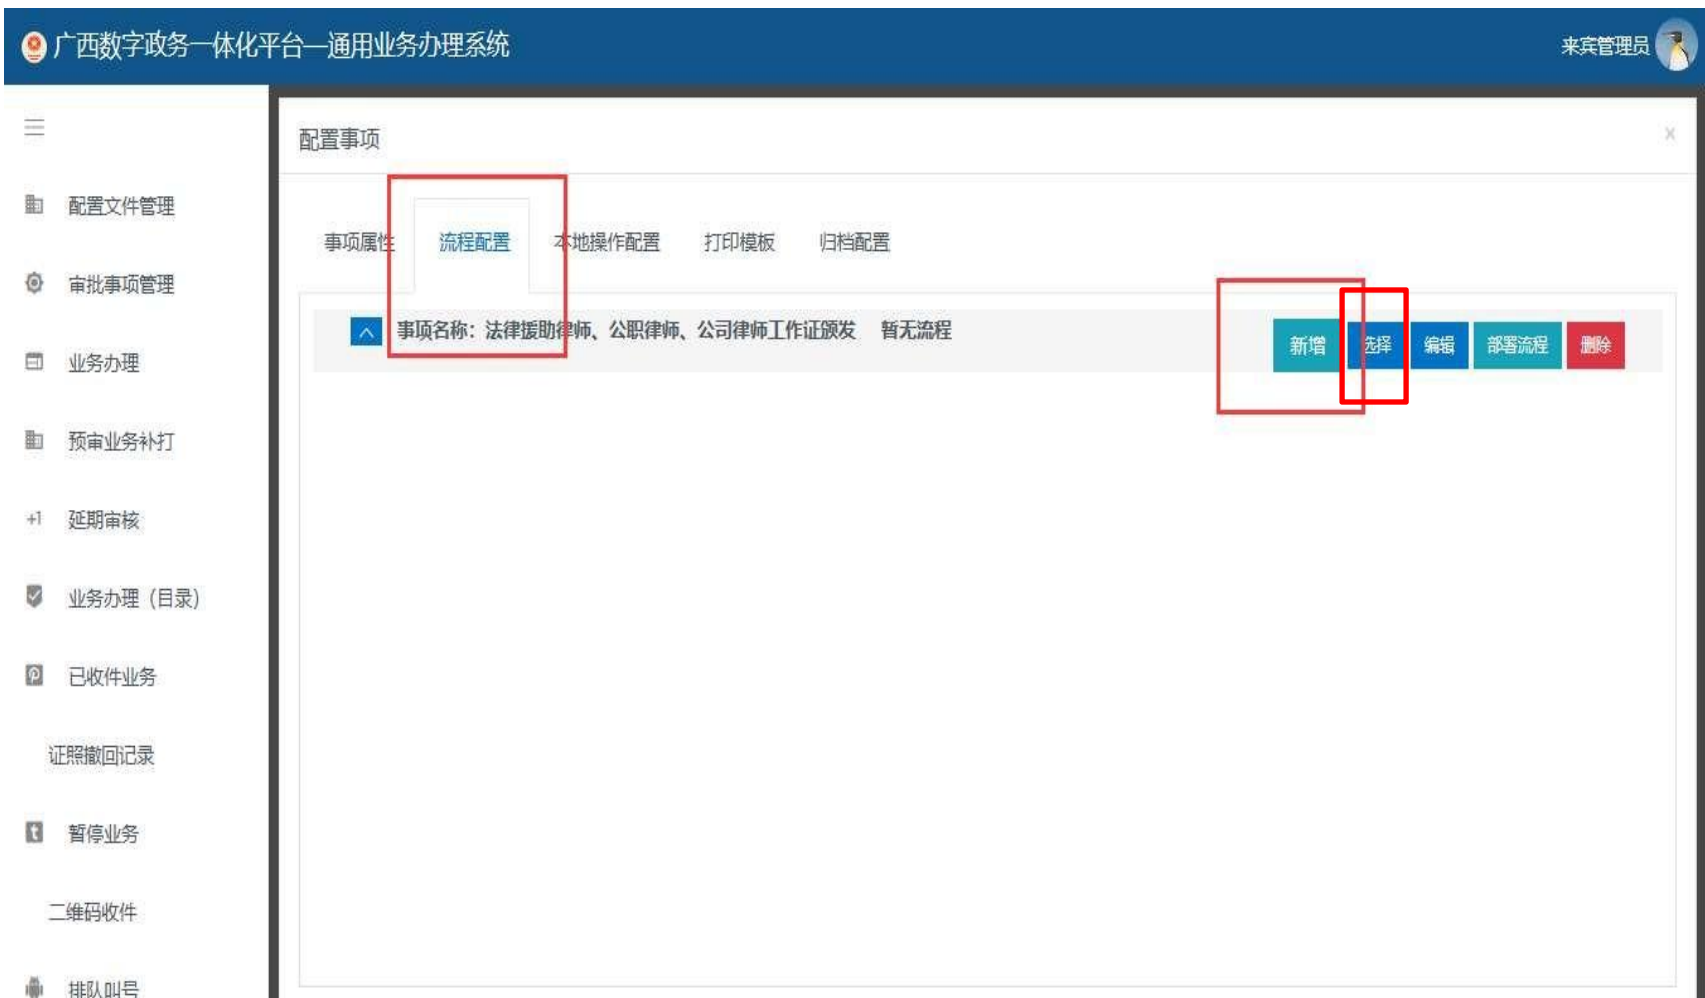 广西数字政务一体化平台—通用业务办理系统
来宾管理员
配置事项
配置文件管理
审批事项管理
业务办理
预审业务补打
+1 延期审核
业务办理（目录）
已收件业务
证照撤回记录
暂停业务
二维码收件
排队叫号
事项属性 流程配置 本地操作配置 打印模板 归档配置
事项名称：法律援助律师、公职律师、公司律师工作证颁发 暂无流程
新增 选择 编辑 部署流程 删除